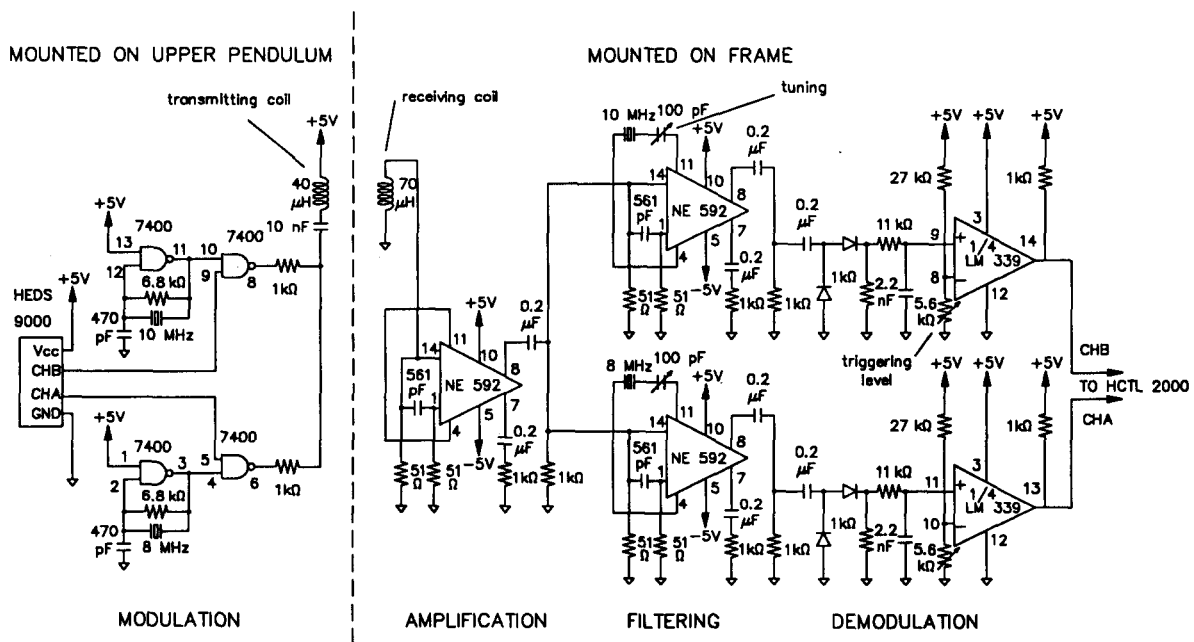 MOUNTED ON UPPER PENDULUM
MOUNTED ON FRAME
transmitting coil
receiving coil
tuning
+5V
40
μH
10
nF
+5V
7400
13
12
11
10
9
7400
8
6.8 kΩ
1kΩ
470
pF
10 MHz
+5V
HEDS
9000
Vcc
CHB
CHA
GND
+5V
7400
1
2
3
5
4
7400
6
6.8 kΩ
1kΩ
470
pF
8 MHz
70
μH
+5V
11
10
14
561
pF
1
NE 592
8
7
5
4
-5V
0.2
μF
0.2
μF
51
Ω
51
Ω
1kΩ
1kΩ
10 MHz
100 pF
+5V
11
10
14
561
pF
1
NE 592
8
7
5
4
-5V
0.2
μF
0.2
μF
51
Ω
51
Ω
1kΩ
1kΩ
0.2
μF
11 kΩ
1kΩ
2.2
nF
+5V
+5V
+5V
27 kΩ
1kΩ
3
9
+
1/4
LM 339
14
8
−
12
5.6
kΩ
triggering
level
8 MHz
100 pF
+5V
11
10
14
561
pF
1
NE 592
8
7
5
4
-5V
0.2
μF
0.2
μF
51
Ω
51
Ω
1kΩ
1kΩ
0.2
μF
11 kΩ
1kΩ
2.2
nF
+5V
+5V
+5V
27 kΩ
1kΩ
3
11
+
1/4
LM 339
13
10
−
12
5.6
kΩ
CHB
TO HCTL 2000
CHA
MODULATION
AMPLIFICATION
FILTERING
DEMODULATION